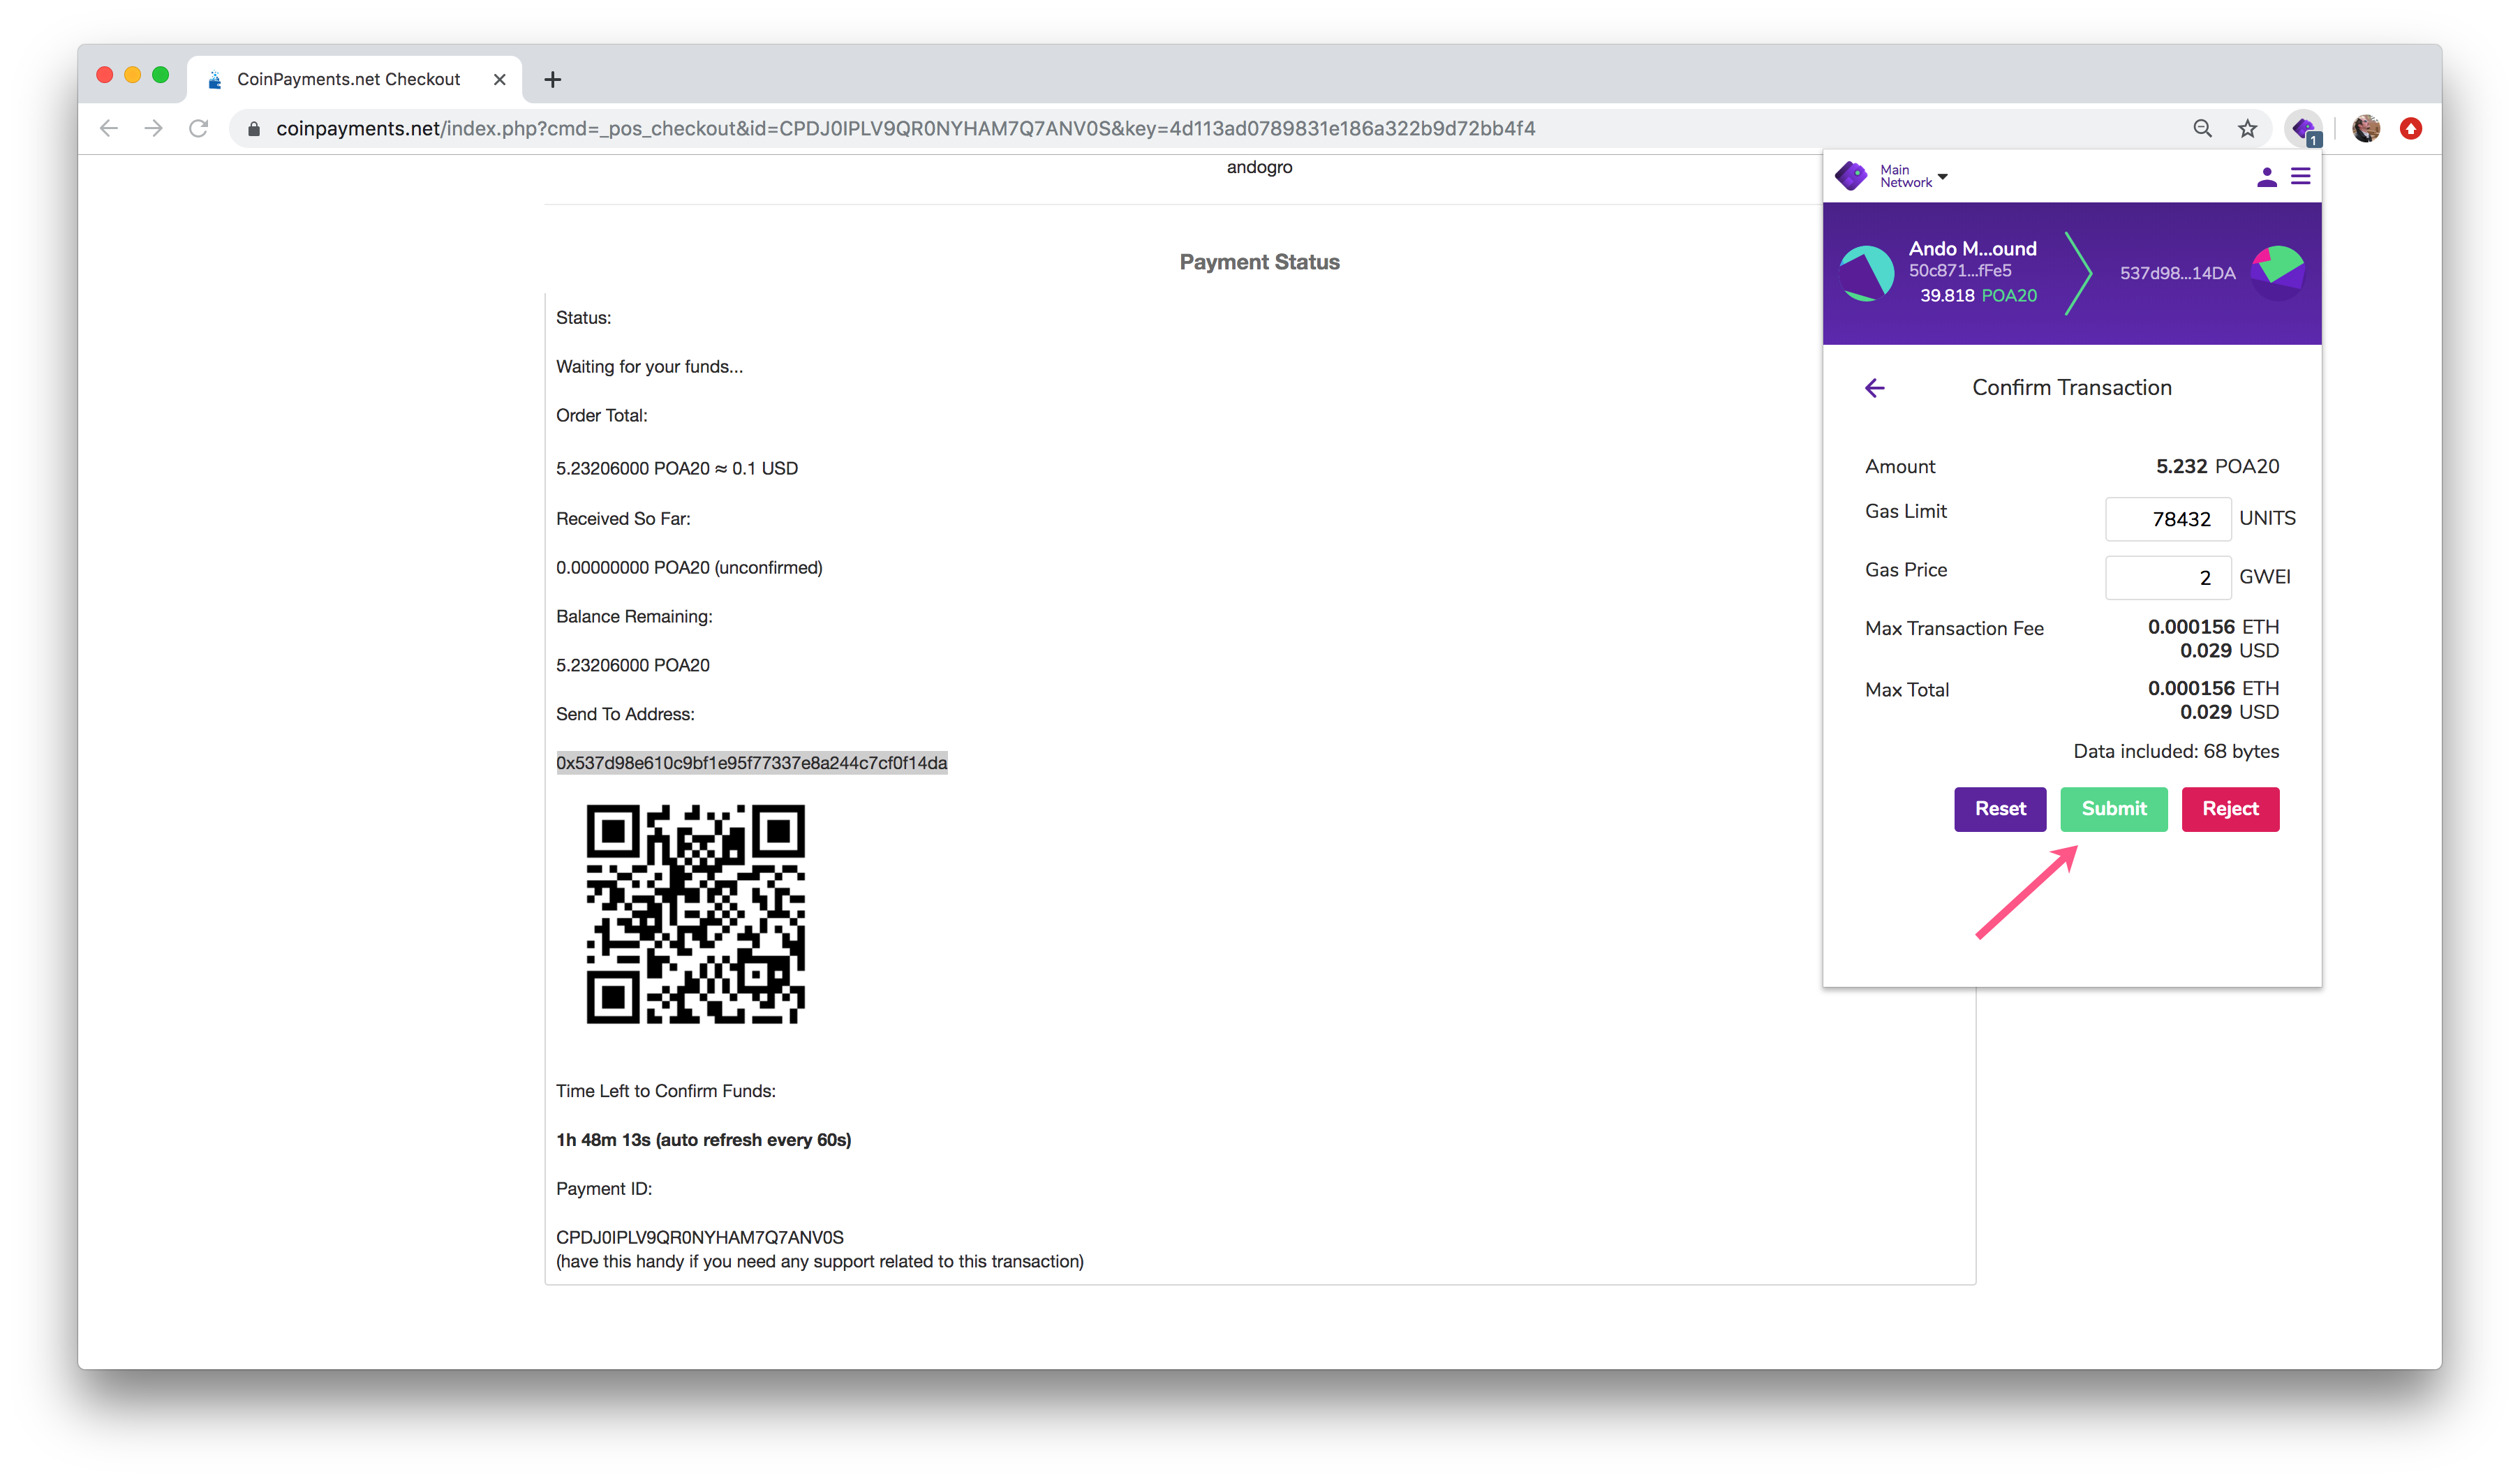 CoinPayments.net Checkout
coinpayments.net/index.php?cmd=_pos_checkout&id=CPDJ0IPLV9QR0NYHAM7Q7ANV0S&key=4d113ad0789831e186a322b9d72bb4f4
1
andogro
Payment Status
Status:
Waiting for your funds...
Order Total:
5.23206000 POA20 ≈ 0.1 USD
Received So Far:
0.00000000 POA20 (unconfirmed)
Balance Remaining:
5.23206000 POA20
Send To Address:
0x537d98e610c9bf1e95f77337e8a244c7cf0f14da
Time Left to Confirm Funds:
1h 48m 13s (auto refresh every 60s)
Payment ID:
CPDJ0IPLV9QR0NYHAM7Q7ANV0S
(have this handy if you need any support related to this transaction)
Main
Network
Ando M...ound
50c871...fFe5
39.818 POA20
537d98...14DA
Confirm Transaction
Amount 5.232 POA20
Gas Limit 78432 UNITS
Gas Price 2 GWEI
Max Transaction Fee 0.000156 ETH
0.029 USD
Max Total 0.000156 ETH
0.029 USD
Data included: 68 bytes
Reset Submit Reject